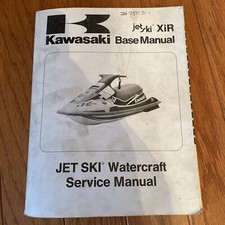 jet ski XiR
Kawasaki Base Manual
JET SKI® Watercraft
Service Manual